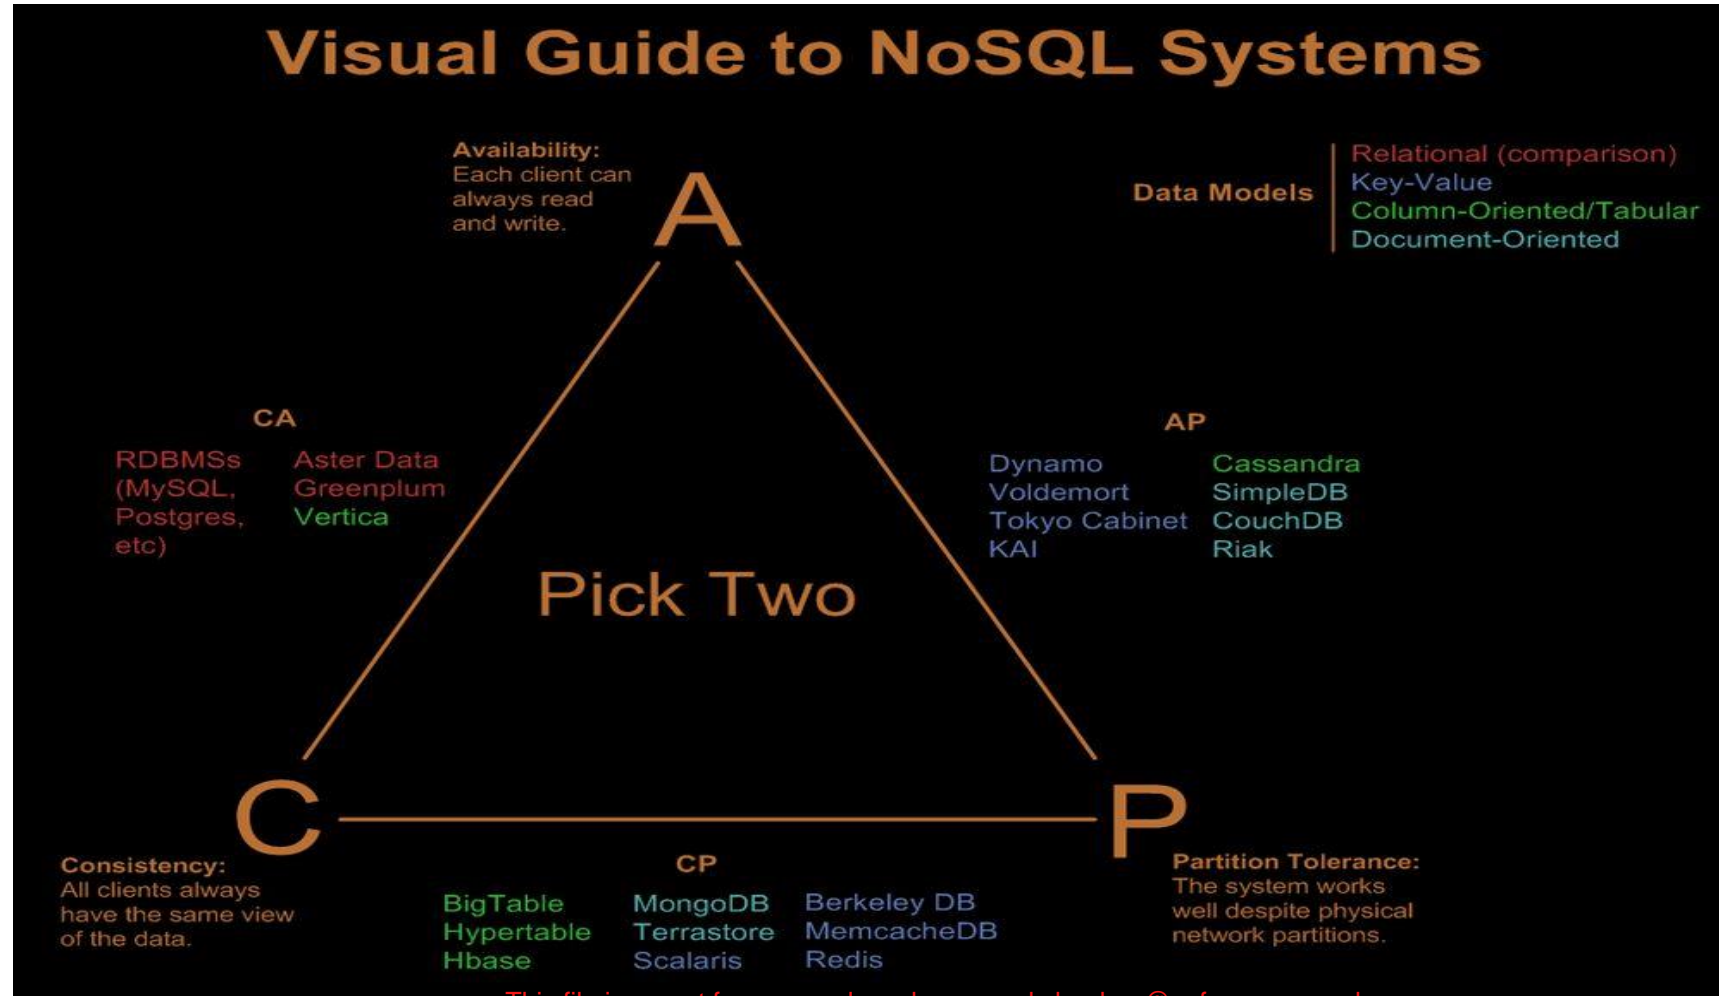 Visual Guide to NoSQL Systems
Availability:
Each client can
always read
and write.
A
Data Models
Relational (comparison)
Key-Value
Column-Oriented/Tabular
Document-Oriented
CA
RDBMSs
(MySQL,
Postgres,
etc)
Aster Data
Greenplum
Vertica
AP
Dynamo
Voldemort
Tokyo Cabinet
KAI
Cassandra
SimpleDB
CouchDB
Riak
Pick Two
C
P
Consistency:
All clients always
have the same view
of the data.
CP
BigTable
Hypertable
Hbase
MongoDB
Terrastore
Scalaris
Berkeley DB
MemcacheDB
Redis
Partition Tolerance:
The system works
well despite physical
network partitions.